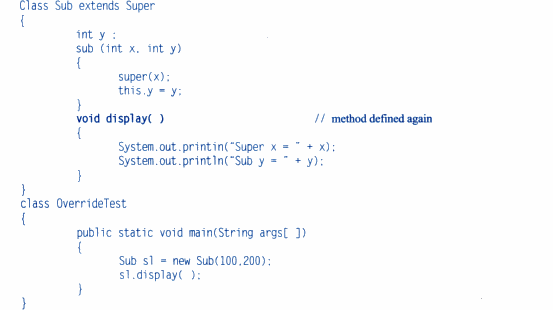 Class Sub extends Super
{
int y ;
sub (int x, int y)
{
super(x);
this.y = y;
}
void display( ) // method defined again
{
System.out.printin("Super x = " + x);
System.out.println("Sub y = " + y);
}
}
class OverrideTest
{
public static void main(String args[ ])
{
Sub sl = new Sub(100,200);
sl.display( );
}
}